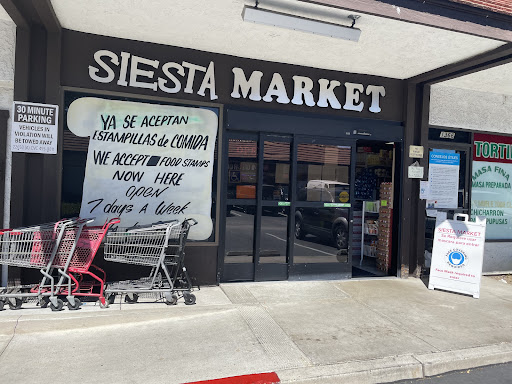 SIESTA MARKET
30 MINUTE
PARKING
VEHICLES IN
VIOLATION WILL
BE TOWED AWAY
YA SE ACEPTAN
ESTAMPILLAS de COMIDA
WE ACCEPT FOOD STAMPS
NOW HERE
OPEN
7 days A Week
TORTI
MASA FINA
MASA PREPARADA
CHICHARRON
PUPUSAS
SIESTA MARKET